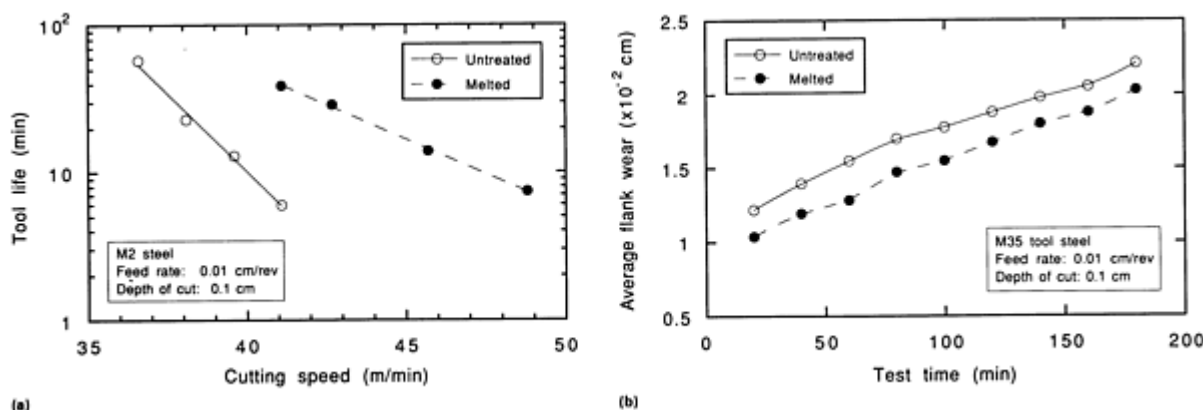 10²
10
1
Tool life (min)
35
40
45
50
Cutting speed (m/min)
Untreated
Melted
M2 steel
Feed rate: 0.01 cm/rev
Depth of cut: 0.1 cm
(a)
2.5
2
1.5
1
0.5
Average flank wear (x10⁻² cm)
0
50
100
150
200
Test time (min)
Untreated
Melted
M35 tool steel
Feed rate: 0.01 cm/rev
Depth of cut: 0.1 cm
(b)